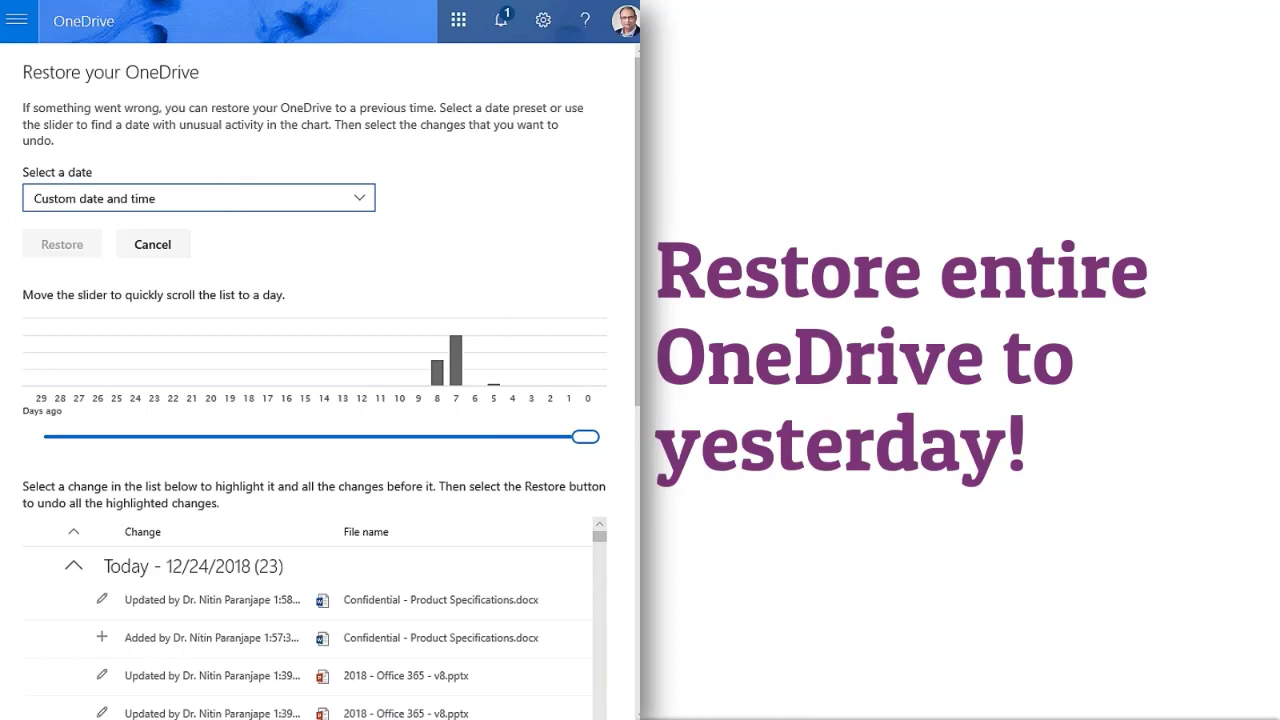 OneDrive
1
?
Restore your OneDrive
If something went wrong, you can restore your OneDrive to a previous time. Select a date preset or use
the slider to find a date with unusual activity in the chart. Then select the changes that you want to
undo.
Select a date
Custom date and time
Restore Cancel
Move the slider to quickly scroll the list to a day.
29 28 27 26 25 24 23 22 21 20 19 18 17 16 15 14 13 12 11 10 9 8 7 6 5 4 3 2 1 0
Days ago
Select a change in the list below to highlight it and all the changes before it. Then select the Restore button
to undo all the highlighted changes.
Change File name
Today - 12/24/2018 (23)
Updated by Dr. Nitin Paranjape 1:58... Confidential - Product Specifications.docx
Added by Dr. Nitin Paranjape 1:57:3... Confidential - Product Specifications.docx
Updated by Dr. Nitin Paranjape 1:39... 2018 - Office 365 - v8.pptx
Updated by Dr. Nitin Paranjape 1:39... 2018 - Office 365 - v8.pptx
Restore entire
OneDrive to
yesterday!